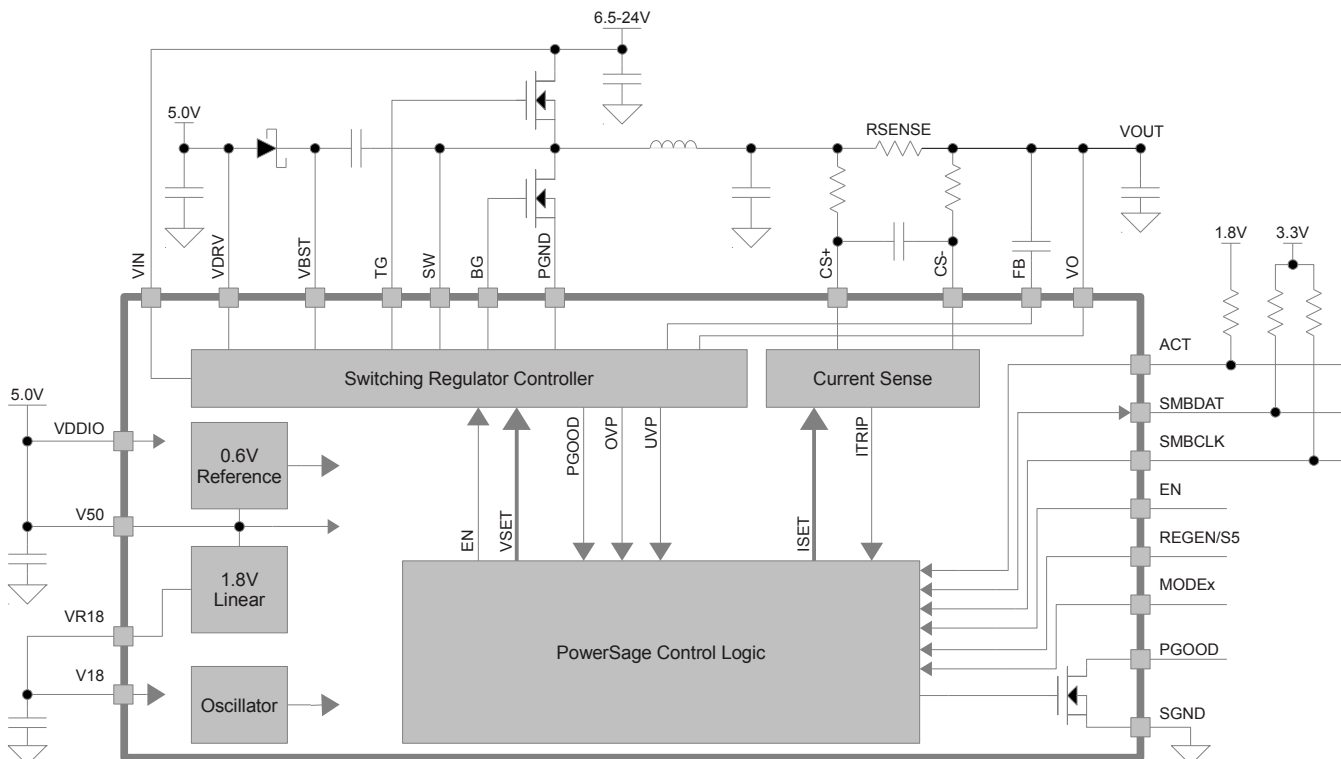 6.5-24V
5.0V
RSENSE
VOUT
1.8V
3.3V
VIN
VDRV
VBST
TG
SW
BG
PGND
CS+
CS-
FB
VO
Switching Regulator Controller
Current Sense
ACT
SMBDAT
SMBCLK
EN
REGEN/S5
MODEx
PGOOD
SGND
5.0V
VDDIO
V50
VR18
V18
0.6V
Reference
1.8V
Linear
Oscillator
EN
VSET
PGOOD
OVP
UVP
ISET
ITRIP
PowerSage Control Logic